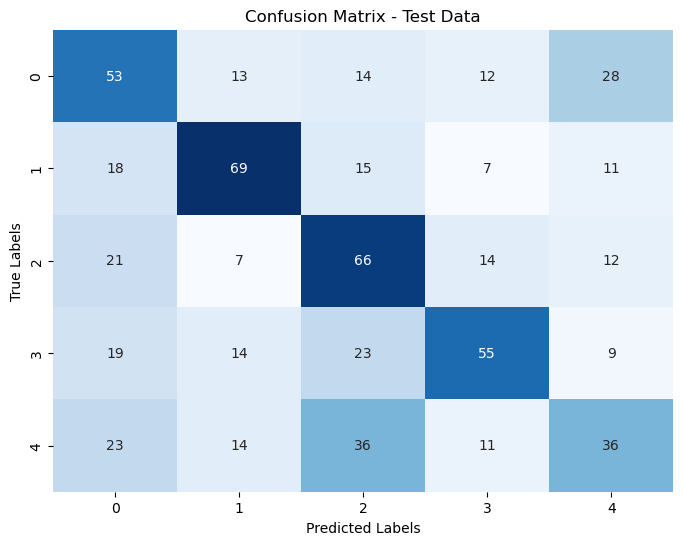 Confusion Matrix - Test Data
True Labels
0 53 13 14 12 28
1 18 69 15 7 11
2 21 7 66 14 12
3 19 14 23 55 9
4 23 14 36 11 36
0 1 2 3 4
Predicted Labels